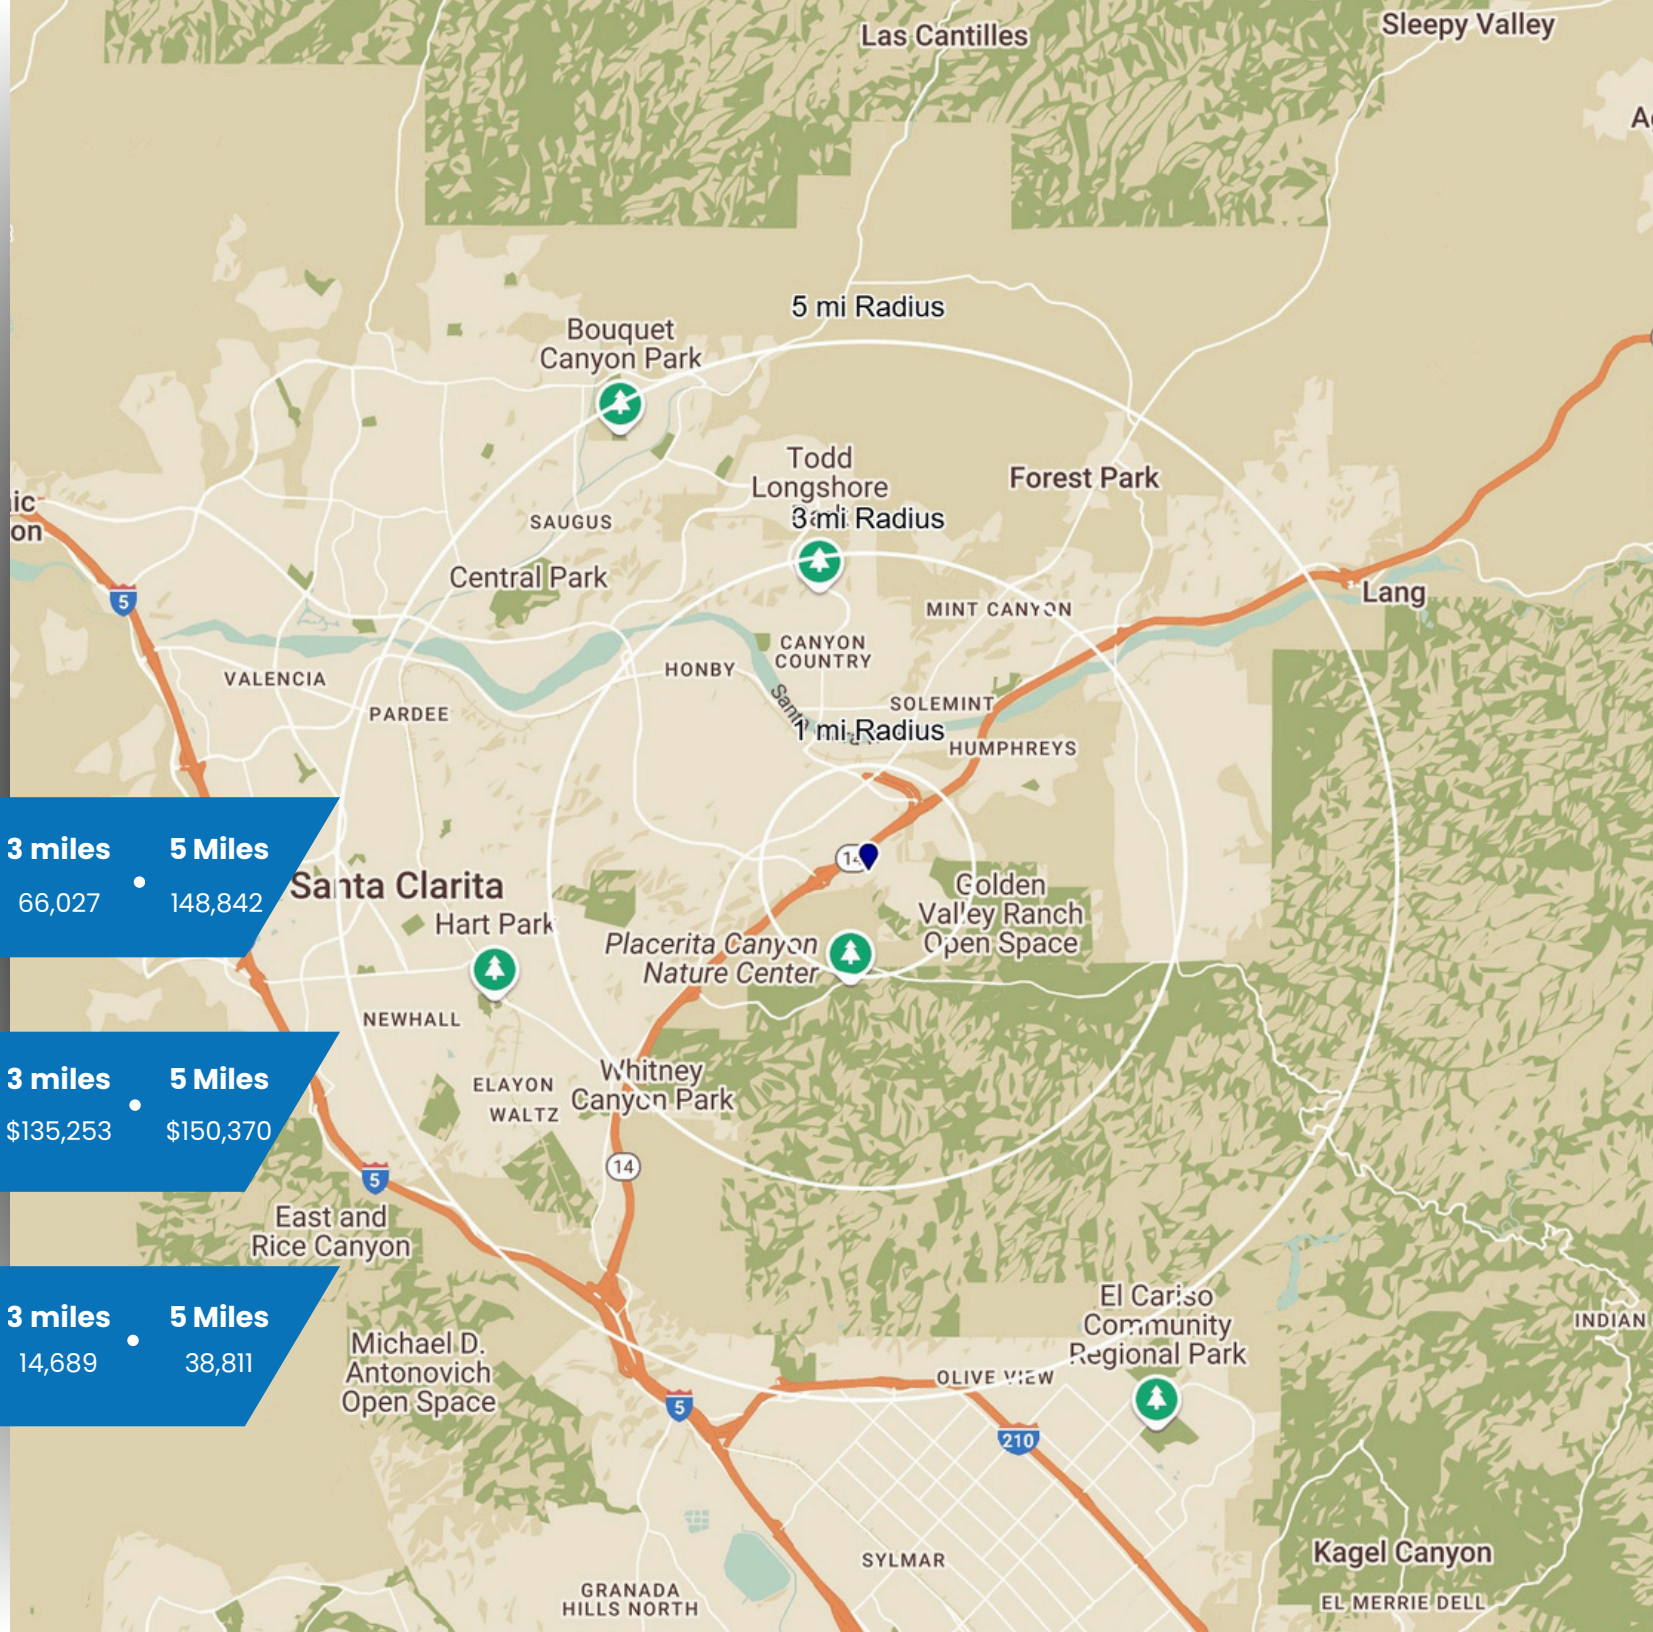 Las Cantilles
Sleepy Valley
5 mi Radius
Bouquet
Canyon Park
Todd
Longshore
3 mi Radius
Forest Park
SAUGUS
Central Park
5
Lang
MINT CANYON
CANYON
COUNTRY
HONBY
VALENCIA
PARDEE
SOLEMINT
1 mi Radius
HUMPHREYS
3 miles
5 Miles
66,027
148,842
Santa Clarita
Hart Park
14
Golden
Valley Ranch
Open Space
Placerita Canyon
Nature Center
NEWHALL
3 miles
5 Miles
$135,253
$150,370
ELAYON
WALTZ
Whitney
Canyon Park
14
5
East and
Rice Canyon
3 miles
5 Miles
14,689
38,811
El Cariso
Community
Regional Park
INDIAN
Michael D.
Antonovich
Open Space
OLIVE VIEW
5
210
Kagel Canyon
SYLMAR
GRANADA
HILLS NORTH
EL MERRIE DELL